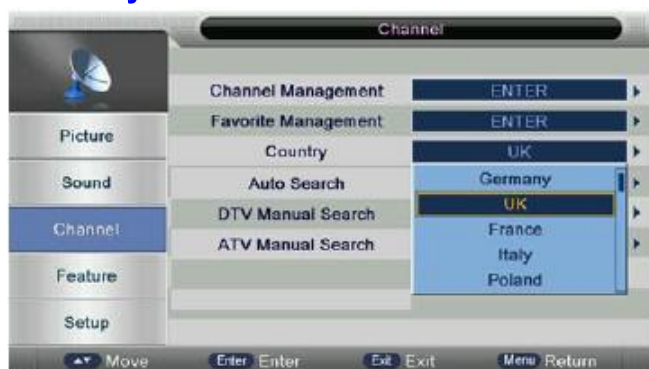 Channel
Channel Management ENTER
Favorite Management ENTER
Country UK
Auto Search
DTV Manual Search
ATV Manual Search
Germany
UK
France
Italy
Poland
Picture
Sound
Channel
Feature
Setup
Move Enter Enter Exit Exit Menu Return